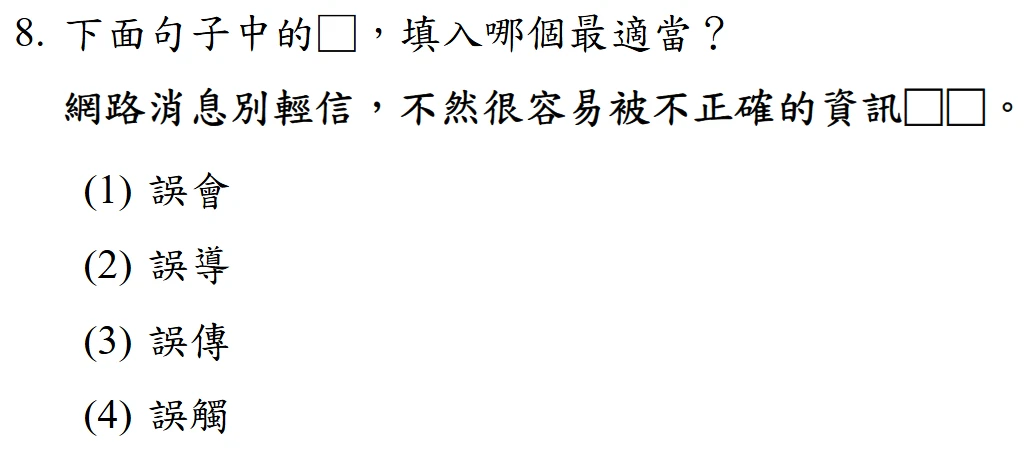 8. 下面句子中的□,填入哪個最適當?
網路消息別輕信,不然很容易被不正確的資訊□□。
(1) 誤會
(2) 誤導
(3) 誤傳
(4) 誤觸